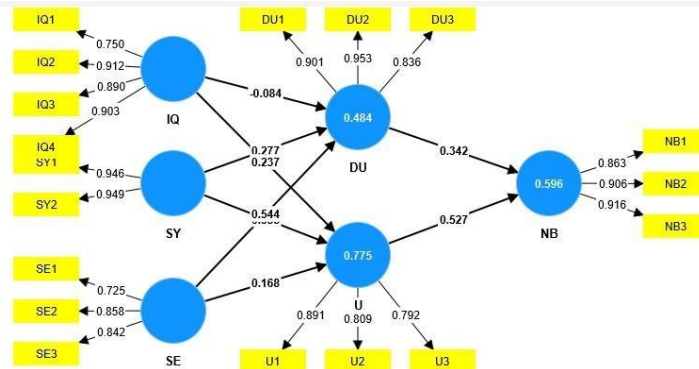 IQ1
IQ2
IQ3
IQ4
0.750
0.912
0.890
0.903
IQ
SY1
SY2
0.946
0.949
SY
SE1
SE2
SE3
0.725
0.858
0.842
SE
-0.084
0.277
0.237
0.544
0.168
DU1
DU2
DU3
0.901
0.953
0.836
0.484
DU
0.775
U
0.891
0.809
0.792
U1
U2
U3
0.342
0.527
0.596
NB
0.863
0.906
0.916
NB1
NB2
NB3